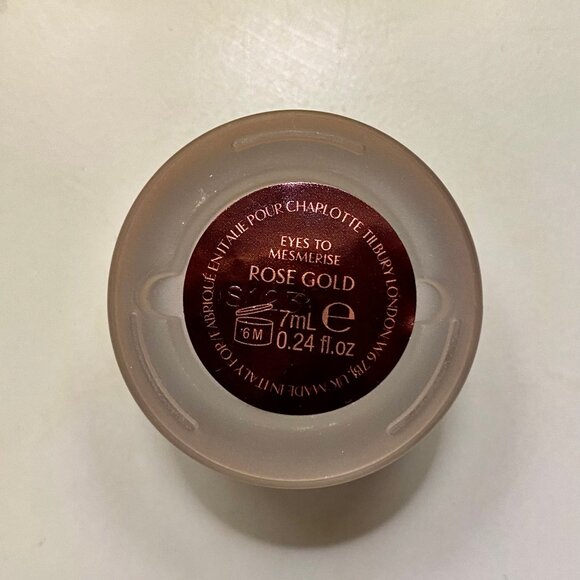 EYES TO
MESMERISE
ROSE GOLD
7mL e
0.24 fl.oz
6M
MADE IN ITALY FOR/FABRIQUÉ EN ITALIE POUR CHARLOTTE TILBURY LONDON W6 7BJ, UK